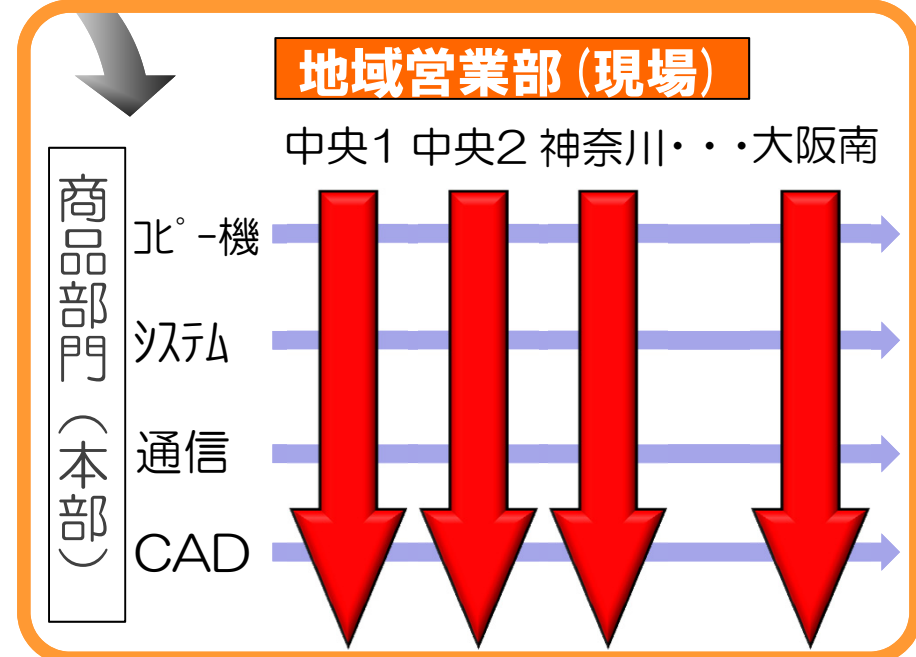 地域営業部(現場)
中央1 中央2 神奈川・・・大阪南
商品部門(本部)
ｺﾋﾟｰ機
ｼｽﾃﾑ
通信
CAD